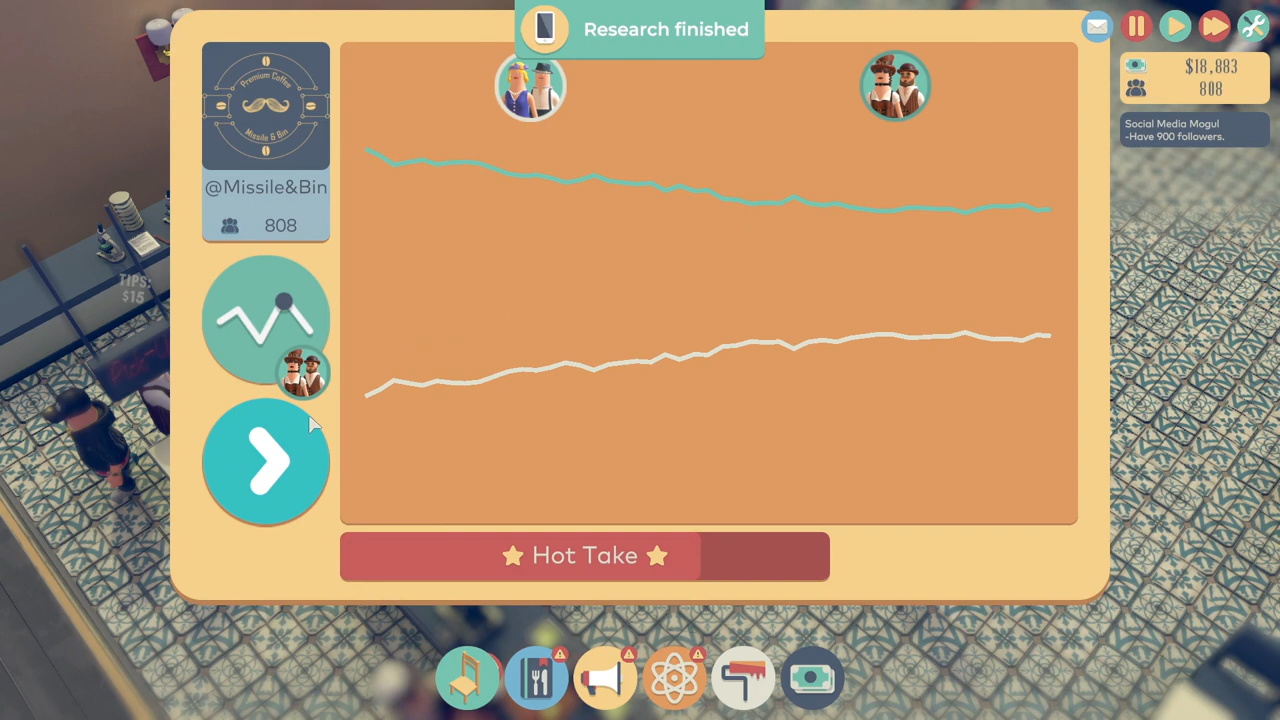 Research finished
Premium Coffee
Missile & Bin
@Missile&Bin
808
$18,883
808
Social Media Mogul
-Have 900 followers.
TIPS:
$15
Hot Take